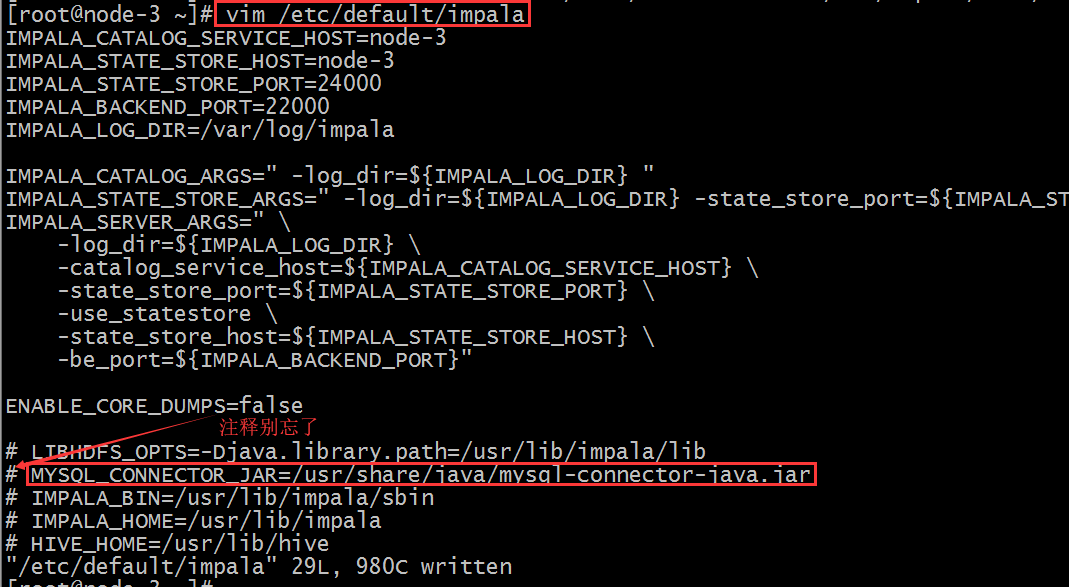 [root@node-3 ~]# vim /etc/default/impala
IMPALA_CATALOG_SERVICE_HOST=node-3
IMPALA_STATE_STORE_HOST=node-3
IMPALA_STATE_STORE_PORT=24000
IMPALA_BACKEND_PORT=22000
IMPALA_LOG_DIR=/var/log/impala
IMPALA_CATALOG_ARGS=" -log_dir=${IMPALA_LOG_DIR} "
IMPALA_STATE_STORE_ARGS=" -log_dir=${IMPALA_LOG_DIR} -state_store_port=${IMPALA_ST
IMPALA_SERVER_ARGS=" \
-log_dir=${IMPALA_LOG_DIR} \
-catalog_service_host=${IMPALA_CATALOG_SERVICE_HOST} \
-state_store_port=${IMPALA_STATE_STORE_PORT} \
-use_statestore \
-state_store_host=${IMPALA_STATE_STORE_HOST} \
-be_port=${IMPALA_BACKEND_PORT}"
ENABLE_CORE_DUMPS=false
注释别忘了
# LIBHDFS_OPTS=-Djava.library.path=/usr/lib/impala/lib
# MYSQL_CONNECTOR_JAR=/usr/share/java/mysql-connector-java.jar
# IMPALA_BIN=/usr/lib/impala/sbin
# IMPALA_HOME=/usr/lib/impala
# HIVE_HOME=/usr/lib/hive
"/etc/default/impala" 29L, 980C written
[root@node-3 ~]#